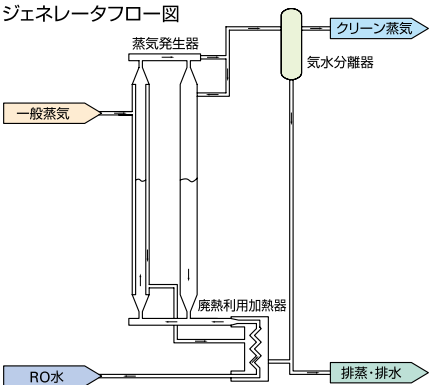 ジェネレータフロー図
蒸気発生器
クリーン蒸気
気水分離器
一般蒸気
廃熱利用加熱器
RO水
排蒸・排水